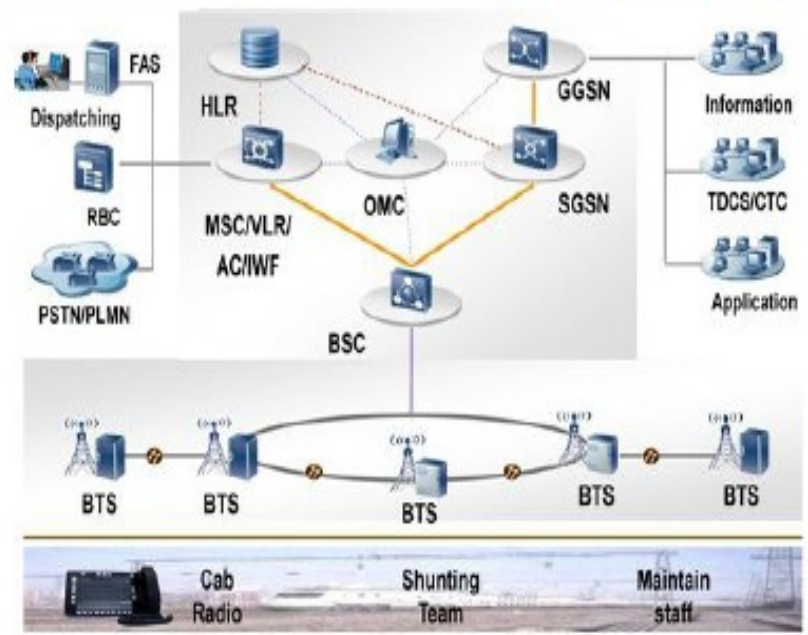 FAS
Dispatching
RBC
PSTN/PLMN
HLR
MSC/VLR/
AC/IWF
OMC
GGSN
SGSN
BSC
Information
TDCS/CTC
Application
BTS
BTS
BTS
BTS
BTS
Cab
Radio
Shunting
Team
Maintain
staff